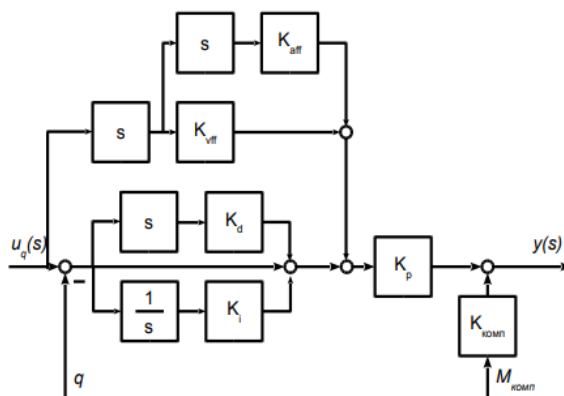 s
K_aff
s
K_vff
s
K_d
u_q(s)
K_p
y(s)
–
1
s
K_i
K_комп
q
M_комп